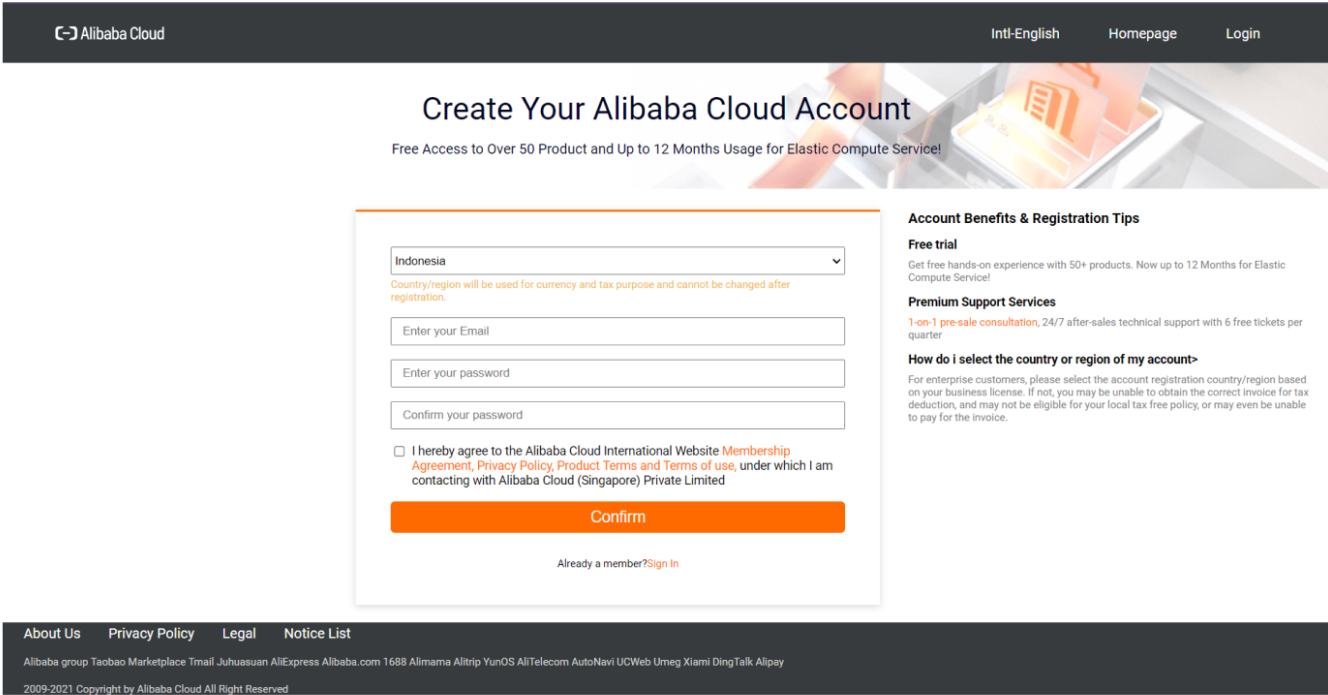 Alibaba Cloud
Intl-English Homepage Login
Create Your Alibaba Cloud Account
Free Access to Over 50 Product and Up to 12 Months Usage for Elastic Compute Service!
Indonesia
Country/region will be used for currency and tax purpose and cannot be changed after
registration.
Enter your Email
Enter your password
Confirm your password
I hereby agree to the Alibaba Cloud International Website Membership
Agreement, Privacy Policy, Product Terms and Terms of use, under which I am
contacting with Alibaba Cloud (Singapore) Private Limited
Confirm
Already a member?Sign In
Account Benefits & Registration Tips
Free trial
Get free hands-on experience with 50+ products. Now up to 12 Months for Elastic
Compute Service!
Premium Support Services
1-on-1 pre-sale consultation, 24/7 after-sales technical support with 6 free tickets per
quarter
How do i select the country or region of my account>
For enterprise customers, please select the account registration country/region based
on your business license. If not, you may be unable to obtain the correct invoice for tax
deduction, and may not be eligible for your local tax free policy, or may even be unable
to pay for the invoice.
About Us Privacy Policy Legal Notice List
Alibaba group Taobao Marketplace Tmail Juhuasuan AliExpress Alibaba.com 1688 Alimama Alitrip YunOS AliTelecom AutoNavi UCWeb Umeg Xiami DingTalk Alipay
2009-2021 Copyright by Alibaba Cloud All Right Reserved